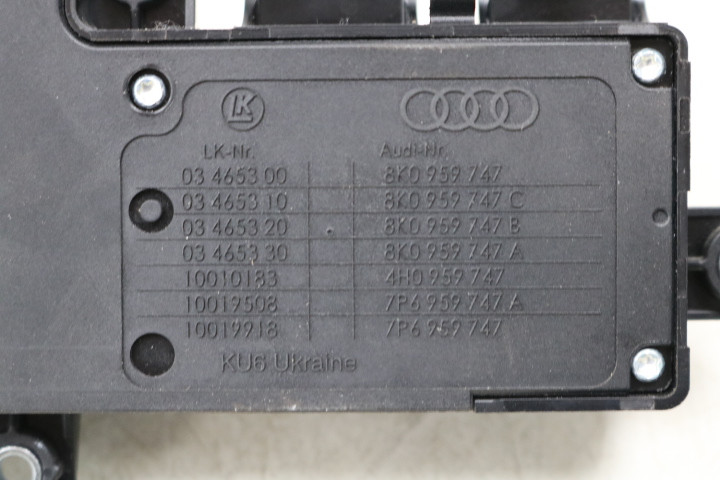 LK
LK-Nr. Audi-Nr.
03 4653 00 8K0 959 747
03 4653 10 8K0 959 747 C
03 4653 20 8K0 959 747 B
03 4653 30 8K0 959 747 A
10010183 4H0 959 747
10019508 7P6 959 747 A
10019918 7P6 959 747
KU6 Ukraine